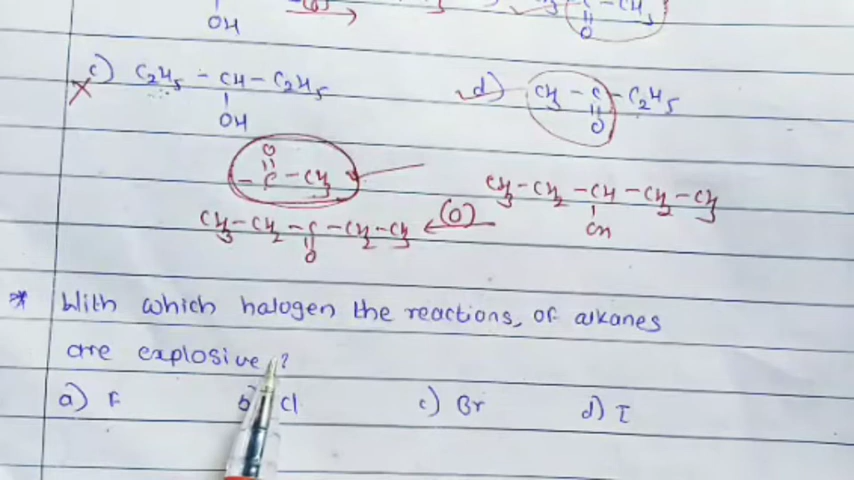 OH
(O)
O
c) C2H5 - CH - C2H5
OH
d) CH3 - C - C2H5
O
O
- C - CH3
CH3 - CH2 - CH - CH2 - CH3
OH
CH3 - CH2 - C - CH2 - CH3
O
(O)
* With which halogen the reactions, of alkanes
are explosive?
a) F b) Cl c) Br d) I